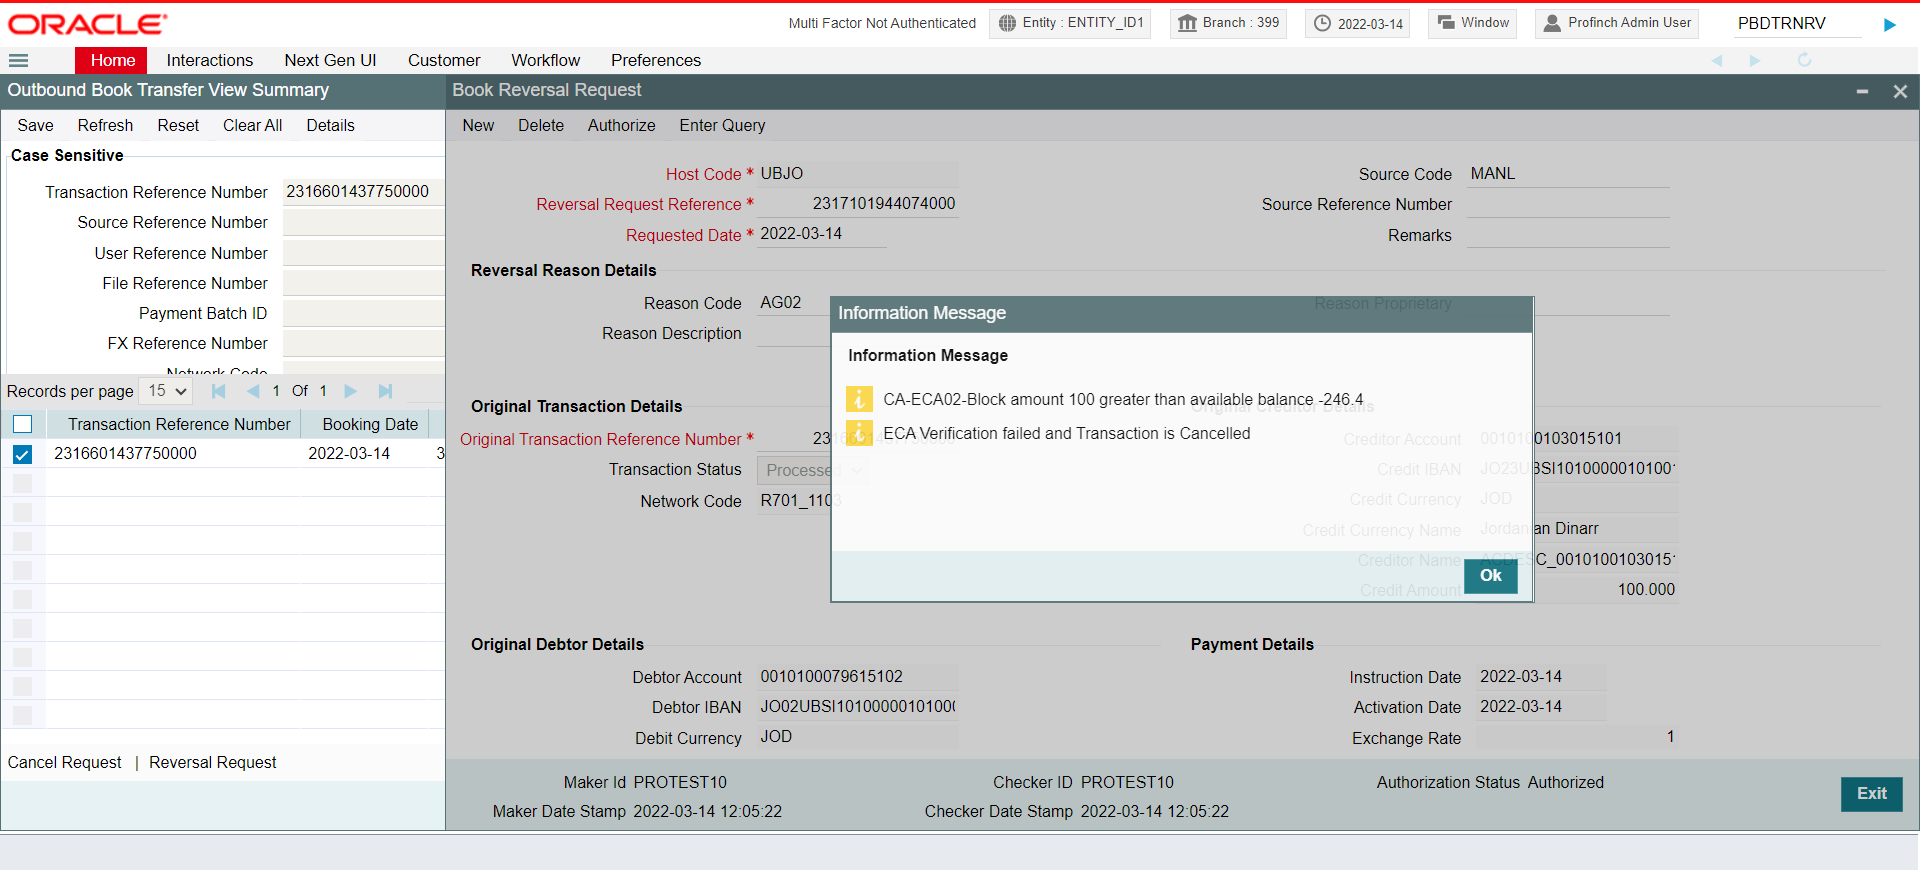 ORACLE
Multi Factor Not Authenticated
Entity : ENTITY_ID1
Branch : 399
2022-03-14
Window
Profinch Admin User
PBDTRNRV
Home
Interactions
Next Gen UI
Customer
Workflow
Preferences
Outbound Book Transfer View Summary
Save
Refresh
Reset
Clear All
Details
Case Sensitive
Transaction Reference Number 2316601437750000
Source Reference Number
User Reference Number
File Reference Number
Payment Batch ID
FX Reference Number
Network Code
Records per page 15 1 Of 1
Transaction Reference Number Booking Date
2316601437750000 2022-03-14 3
Cancel Request | Reversal Request
Book Reversal Request
New
Delete
Authorize
Enter Query
Host Code * UBJO
Source Code MANL
Reversal Request Reference * 2317101944074000
Source Reference Number
Requested Date * 2022-03-14
Remarks
Reversal Reason Details
Reason Code AG02
Reason Proprietary
Reason Description
Information Message
Information Message
CA-ECA02-Block amount 100 greater than available balance -246.4
ECA Verification failed and Transaction is Cancelled
Ok
Original Transaction Details
Original Creditor Details
Original Transaction Reference Number * 2316601437750000
Creditor Account 0010100103015101
Transaction Status Processed
Credit IBAN JO23UBSI1010000101001
Network Code R701_1103
Credit Currency JOD
Credit Currency Name Jordanian Dinarr
Creditor Name ACDESC_0010100103015
Credit Amount 100.000
Original Debtor Details
Payment Details
Debtor Account 0010100079615102
Instruction Date 2022-03-14
Debtor IBAN JO02UBSI1010000101000
Activation Date 2022-03-14
Debit Currency JOD
Exchange Rate 1
Maker Id PROTEST10
Checker ID PROTEST10
Authorization Status Authorized
Maker Date Stamp 2022-03-14 12:05:22
Checker Date Stamp 2022-03-14 12:05:22
Exit